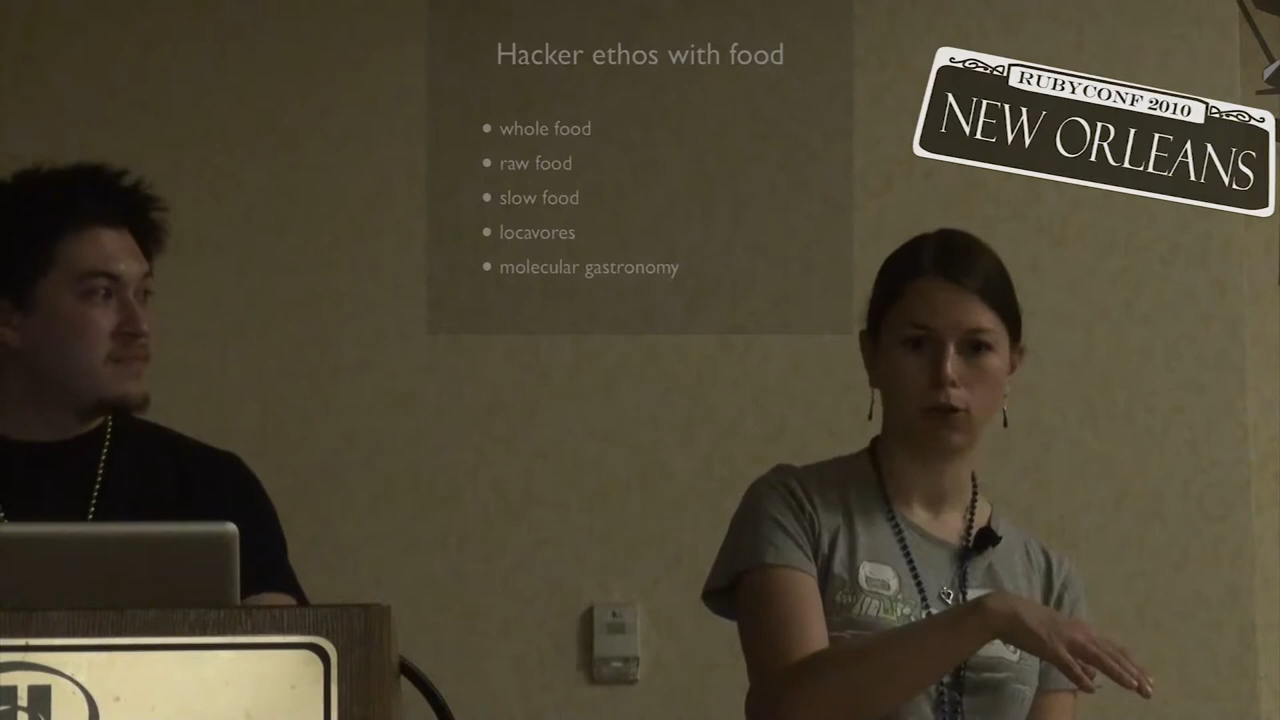 Hacker ethos with food
• whole food
• raw food
• slow food
• locavores
• molecular gastronomy
RUBYCONF 2010
NEW ORLEANS